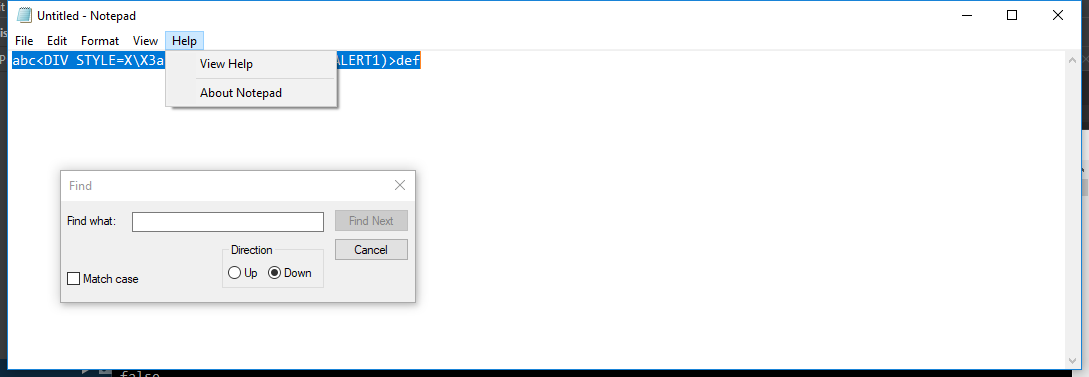 Untitled - Notepad
File Edit Format View Help
abc<DIV STYLE=X\X3a ALERT1)>def
View Help
About Notepad
Find
Find what: Find Next
Direction Cancel
Up Down
Match case
false